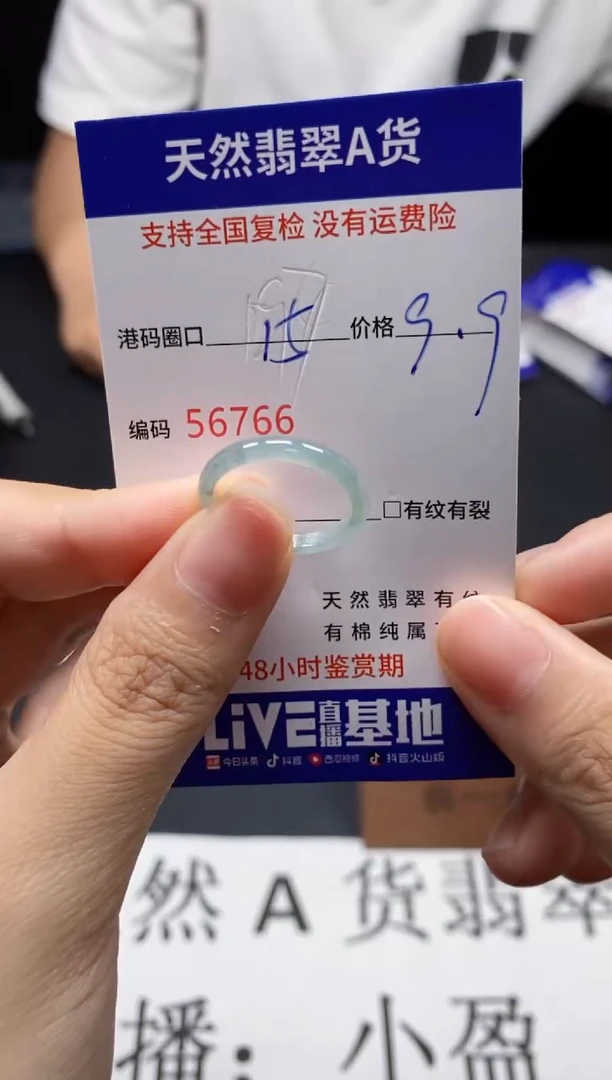 天然翡翠A货
支持全国复检 没有运费险
港码圈口 15 价格 9.9
编码 56766
□有纹有裂
天然翡翠有
有棉纯属
48小时鉴赏期
LiVE直播基地
今日头条 抖音 西瓜视频 抖音火山版
然A货翡翠
播：小盈